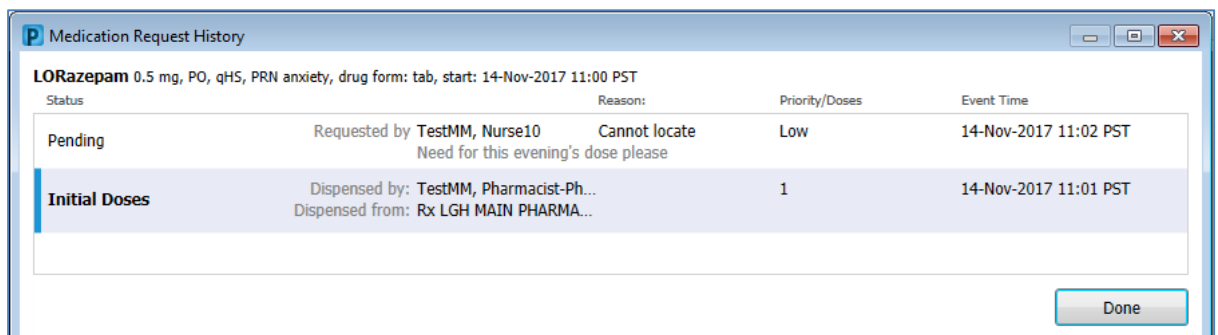 P Medication Request History
LORazepam 0.5 mg, PO, qHS, PRN anxiety, drug form: tab, start: 14-Nov-2017 11:00 PST
Status Reason: Priority/Doses Event Time
Pending Requested by TestMM, Nurse10 Cannot locate Low 14-Nov-2017 11:02 PST
Need for this evening's dose please
Initial Doses Dispensed by: TestMM, Pharmacist-Ph... 1 14-Nov-2017 11:01 PST
Dispensed from: Rx LGH MAIN PHARMA...
Done